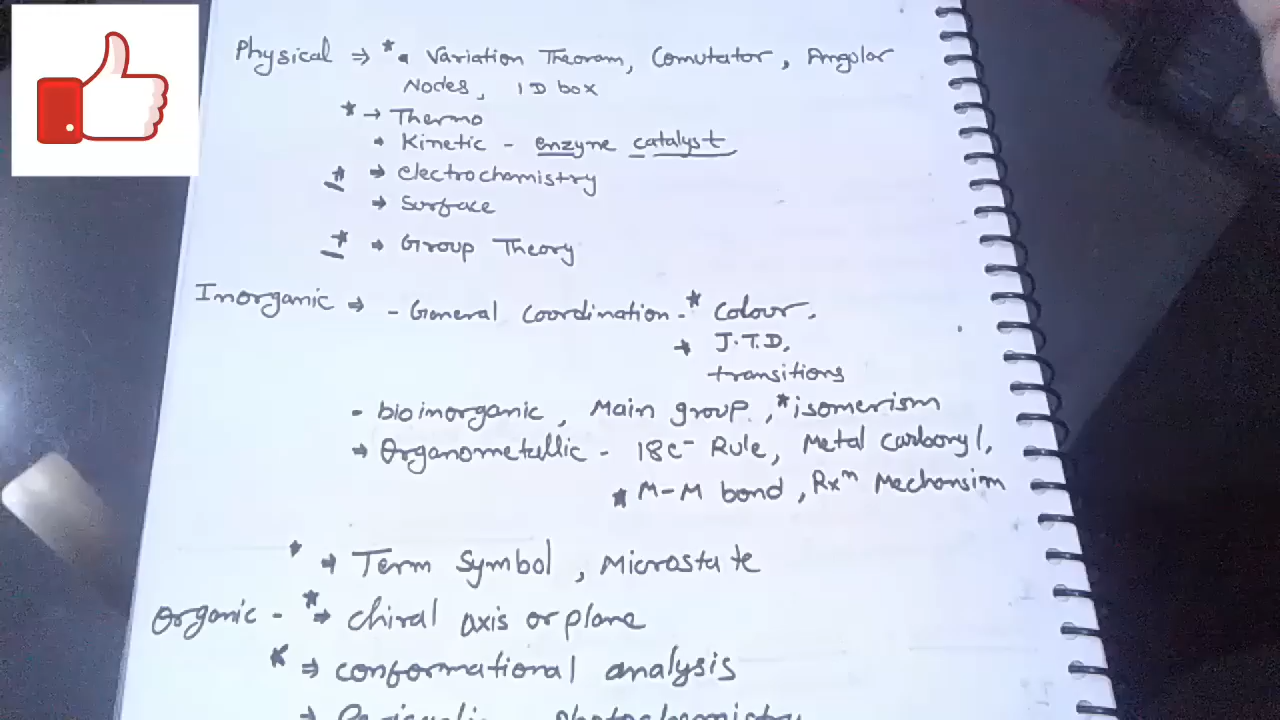 Physical ⇒ * • Variation Theoram, Comutator, Angular
Nodes, 1D box
* → Thermo
→ Kinetic - enzyme catalyst
* → electrochemistry
→ Surface
* → Group Theory
Inorganic ⇒ - General coordination - * Colour.
→ J.T.D,
transitions
- bioinorganic, Main group, * isomerism
→ Organometallic - 18e⁻ Rule, Metal carbonyl,
* M-M bond, Rxⁿ Mechansim
* → Term Symbol, Microstate
Organic - * ⇒ chiral axis or plane
* ⇒ conformational analysis
→ Pericyclic photochemistry